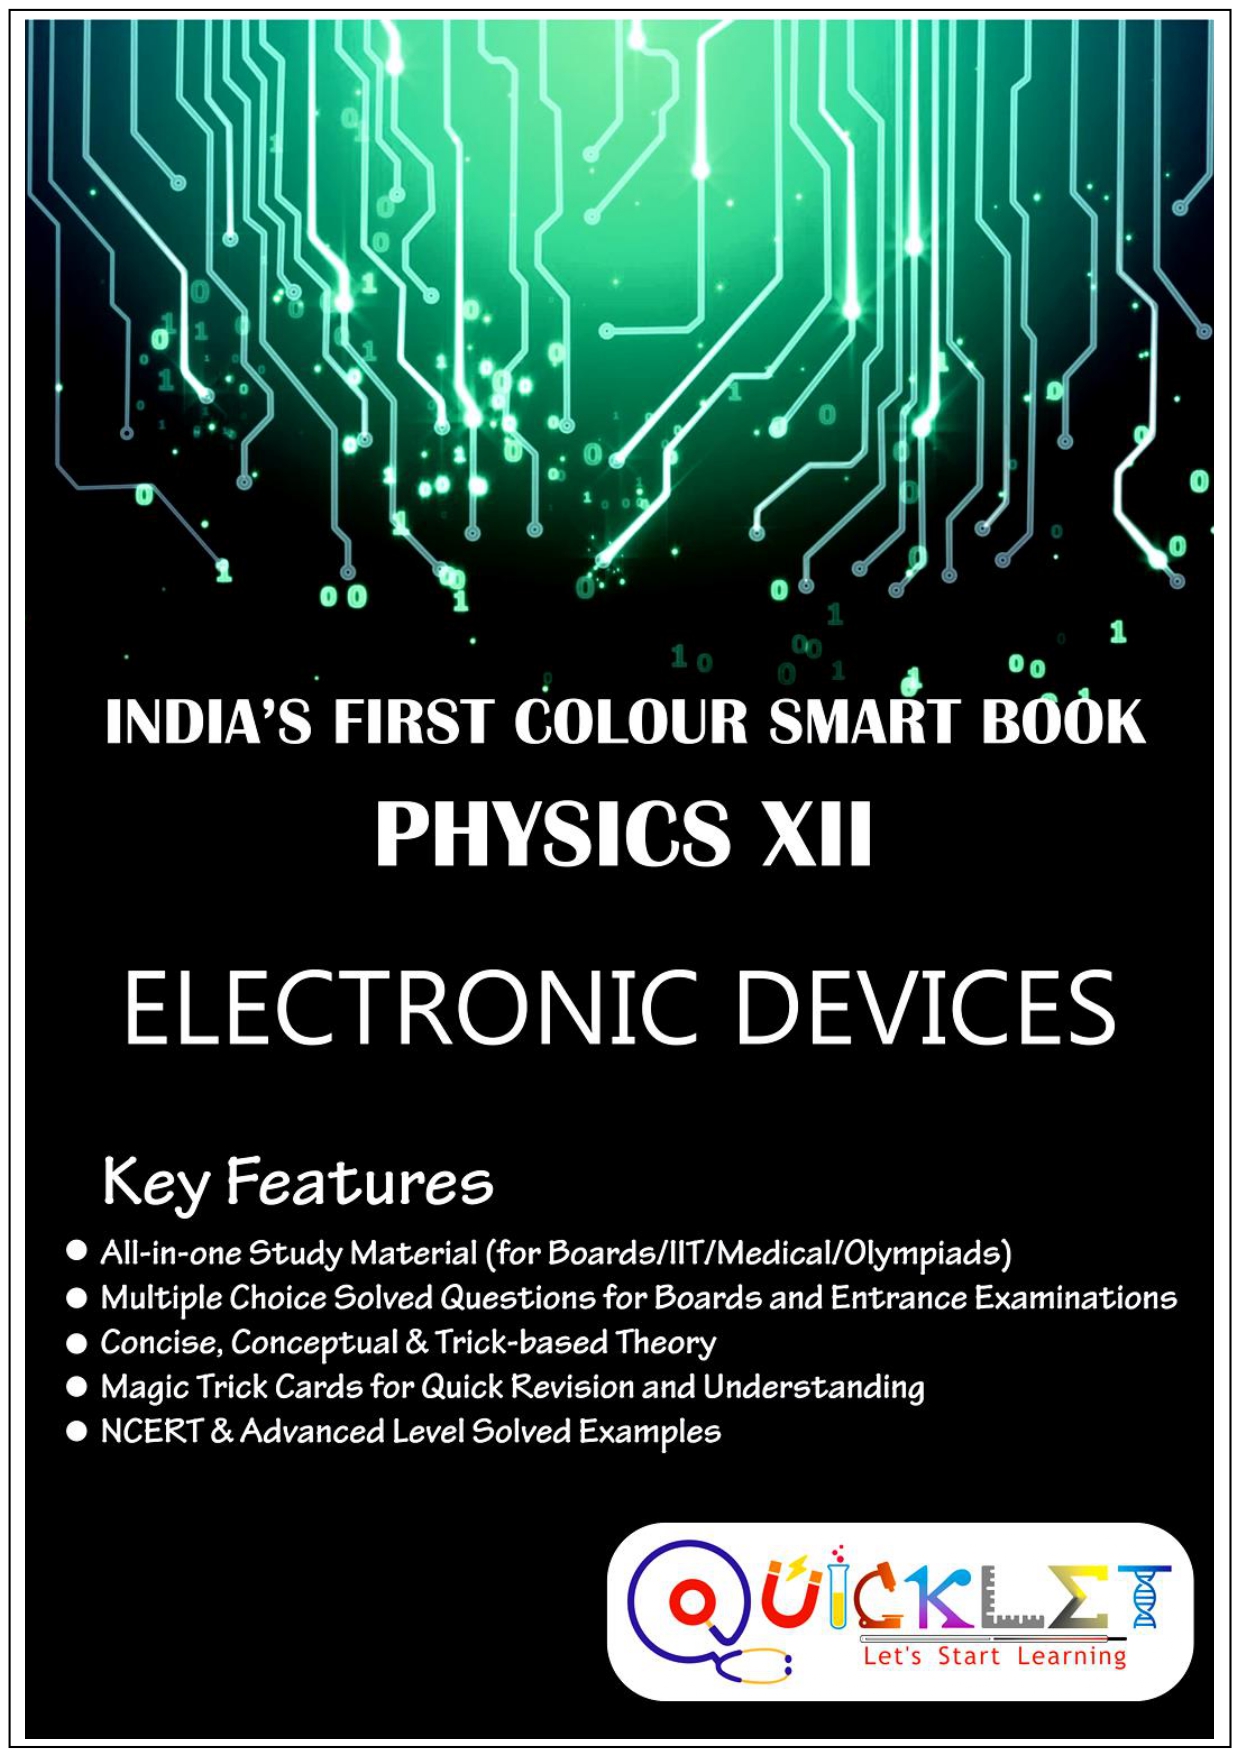 INDIA'S FIRST COLOUR SMART BOOK
PHYSICS XII
ELECTRONIC DEVICES
Key Features
● All-in-one Study Material (for Boards/IIT/Medical/Olympiads)
● Multiple Choice Solved Questions for Boards and Entrance Examinations
● Concise, Conceptual & Trick-based Theory
● Magic Trick Cards for Quick Revision and Understanding
● NCERT & Advanced Level Solved Examples
QUICKLET
Let's Start Learning